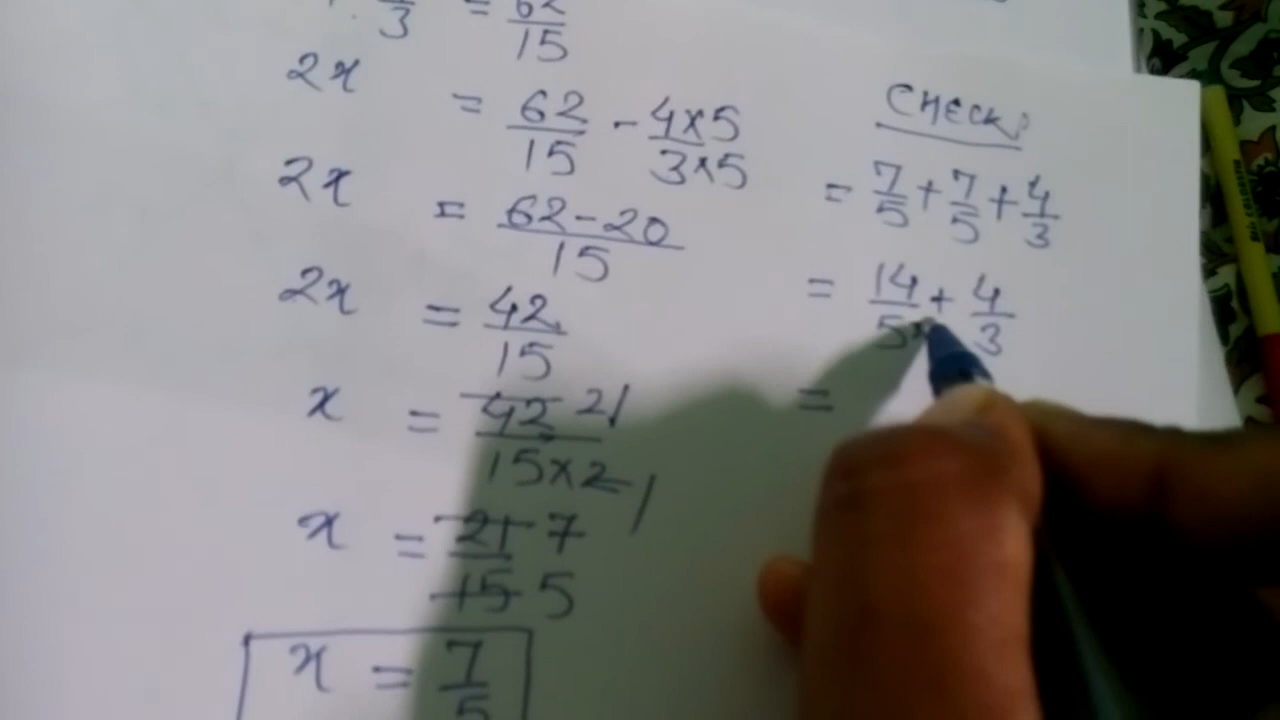 + 4/3 = 62/15
2x = 62/15 - 4×5/3×5
2x = 62-20/15
2x = 42/15
x = 42 21/15×2 1
x = 21 7/15 5
x = 7/5
CHECK:
= 7/5 + 7/5 + 4/3
= 14/5× + 4/3
=